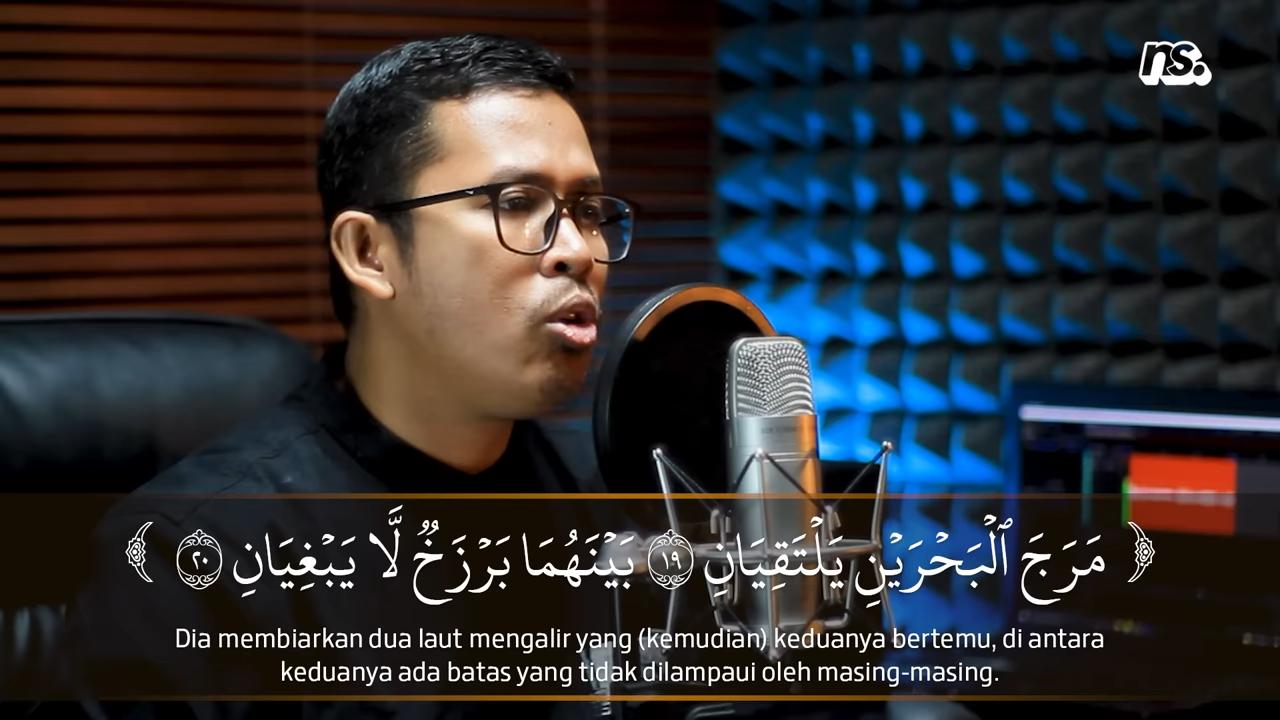 ns.
﴿ مَرَجَ ٱلْبَحْرَيْنِ يَلْتَقِيَانِ ١٩ بَيْنَهُمَا بَرْزَخٌ لَّا يَبْغِيَانِ ٢٠ ﴾
Dia membiarkan dua laut mengalir yang (kemudian) keduanya bertemu, di antara
keduanya ada batas yang tidak dilampaui oleh masing-masing.